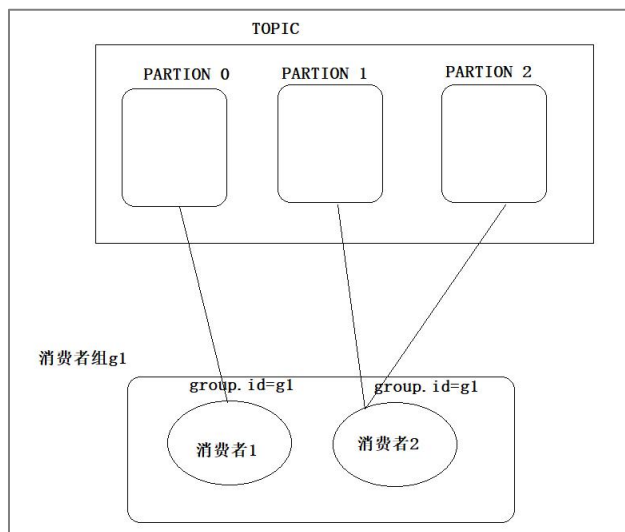 TOPIC
PARTION 0
PARTION 1
PARTION 2
消费者组g1
group.id=g1
group.id=g1
消费者1
消费者2